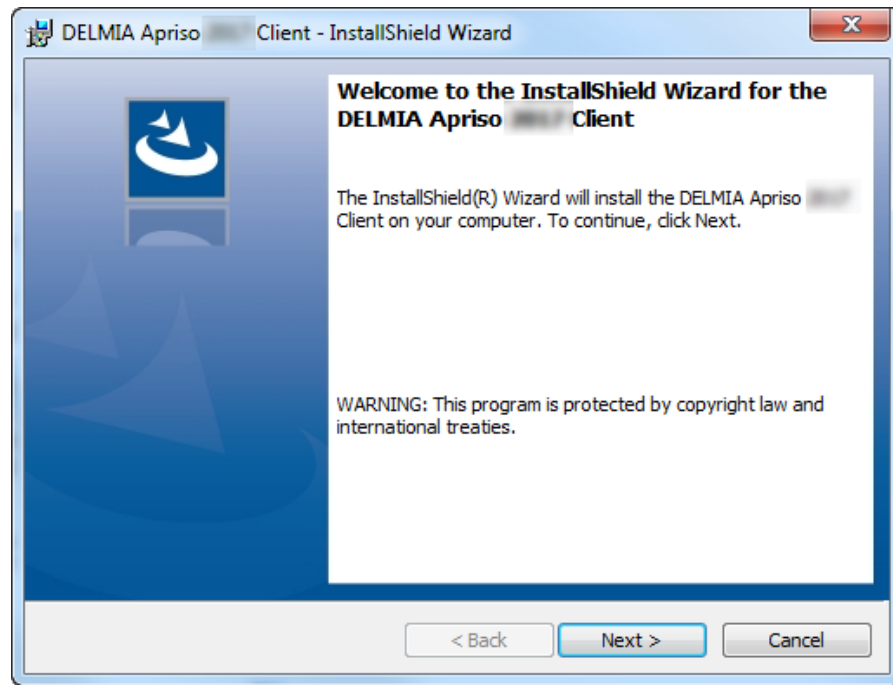 DELMIA Apriso Client - InstallShield Wizard
Welcome to the InstallShield Wizard for the
DELMIA Apriso Client
The InstallShield(R) Wizard will install the DELMIA Apriso
Client on your computer. To continue, click Next.
WARNING: This program is protected by copyright law and
international treaties.
< Back
Next >
Cancel